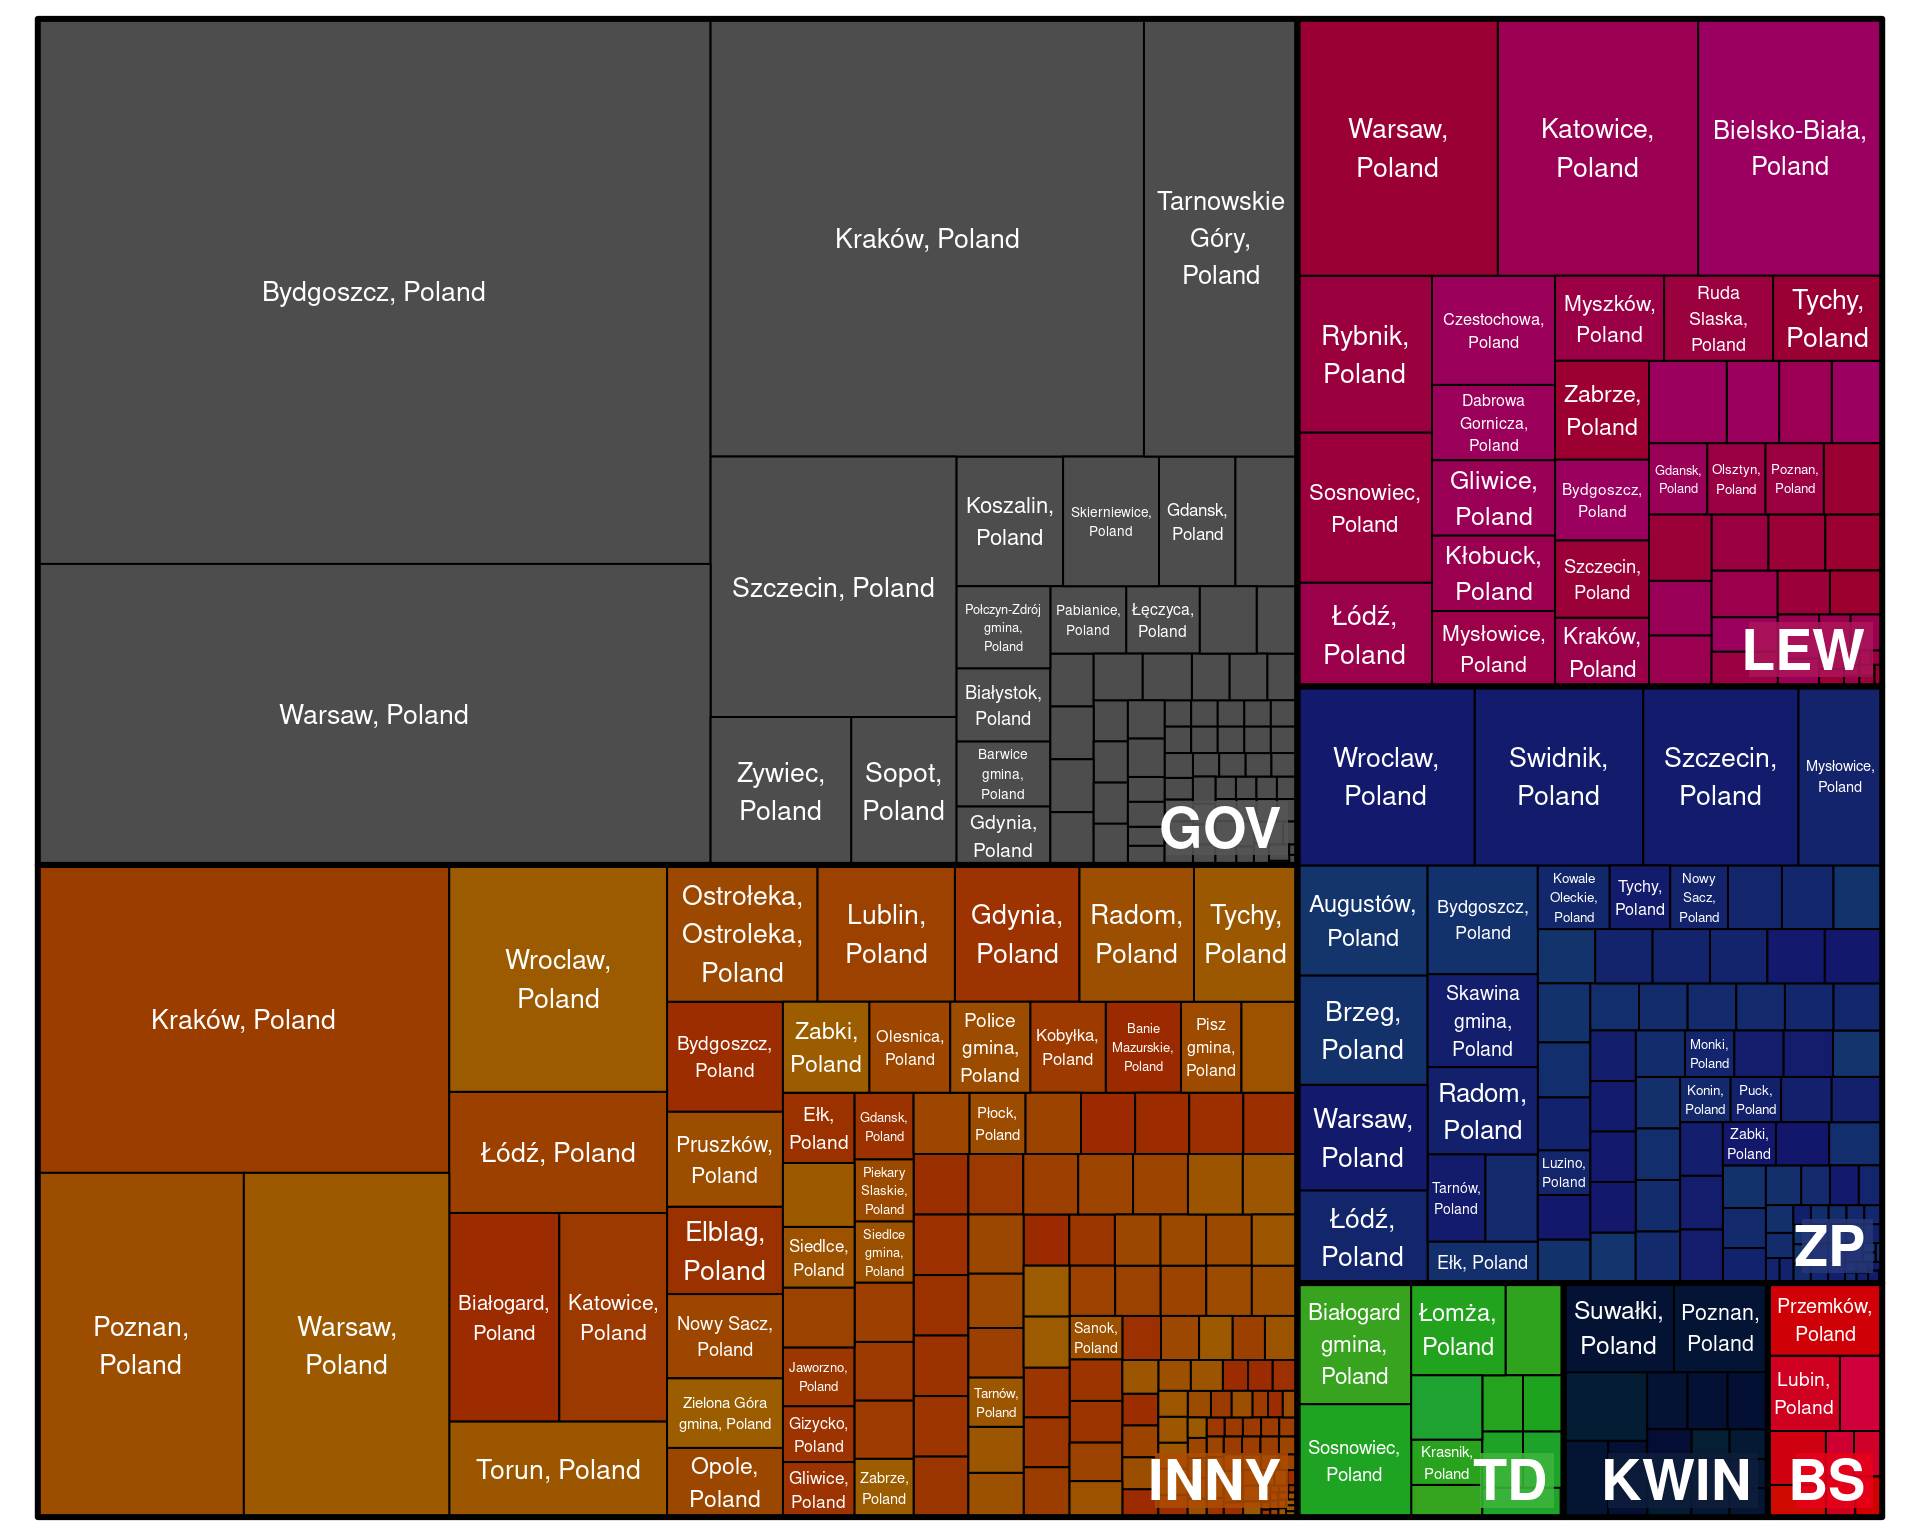 Bydgoszcz, Poland
Warsaw, Poland
Kraków, Poland
Tarnowskie
Góry,
Poland
Szczecin, Poland
Zywiec,
Poland
Sopot,
Poland
Koszalin,
Poland
Skierniewice,
Poland
Gdansk,
Poland
Połczyn-Zdrój
gmina,
Poland
Pabianice,
Poland
Łęczyca,
Poland
Białystok,
Poland
Barwice
gmina,
Poland
Gdynia,
Poland
GOV
Warsaw,
Poland
Katowice,
Poland
Bielsko-Biała,
Poland
Rybnik,
Poland
Sosnowiec,
Poland
Łódź,
Poland
Czestochowa,
Poland
Dabrowa
Gornicza,
Poland
Gliwice,
Poland
Kłobuck,
Poland
Mysłowice,
Poland
Myszków,
Poland
Ruda
Slaska,
Poland
Tychy,
Poland
Zabrze,
Poland
Bydgoszcz,
Poland
Szczecin,
Poland
Kraków,
Poland
Gdansk,
Poland
Olsztyn,
Poland
Poznan,
Poland
LEW
Wroclaw,
Poland
Swidnik,
Poland
Szczecin,
Poland
Mysłowice,
Poland
Augustów,
Poland
Brzeg,
Poland
Warsaw,
Poland
Łódź,
Poland
Bydgoszcz,
Poland
Skawina
gmina,
Poland
Radom,
Poland
Tarnów,
Poland
Ełk, Poland
Kowale
Oleckie,
Poland
Tychy,
Poland
Nowy
Sacz,
Poland
Luzino,
Poland
Monki,
Poland
Konin,
Poland
Puck,
Poland
Zabki,
Poland
ZP
Kraków, Poland
Poznan,
Poland
Warsaw,
Poland
Wroclaw,
Poland
Łódź, Poland
Białogard,
Poland
Katowice,
Poland
Torun, Poland
Ostrołeka,
Ostroleka,
Poland
Lublin,
Poland
Gdynia,
Poland
Radom,
Poland
Tychy,
Poland
Bydgoszcz,
Poland
Pruszków,
Poland
Elblag,
Poland
Nowy Sacz,
Poland
Zielona Góra
gmina, Poland
Opole,
Poland
Zabki,
Poland
Olesnica,
Poland
Police
gmina,
Poland
Kobyłka,
Poland
Banie
Mazurskie,
Poland
Pisz
gmina,
Poland
Ełk,
Poland
Gdansk,
Poland
Płock,
Poland
Piekary
Slaskie,
Poland
Siedlce,
Poland
Siedlce
gmina,
Poland
Jaworzno,
Poland
Gizycko,
Poland
Gliwice,
Poland
Zabrze,
Poland
Tarnów,
Poland
Sanok,
Poland
INNY
Białogard
gmina,
Poland
Sosnowiec,
Poland
Łomża,
Poland
Krasnik,
Poland
TD
Suwałki,
Poland
Poznan,
Poland
KWIN
Przemków,
Poland
Lubin,
Poland
BS